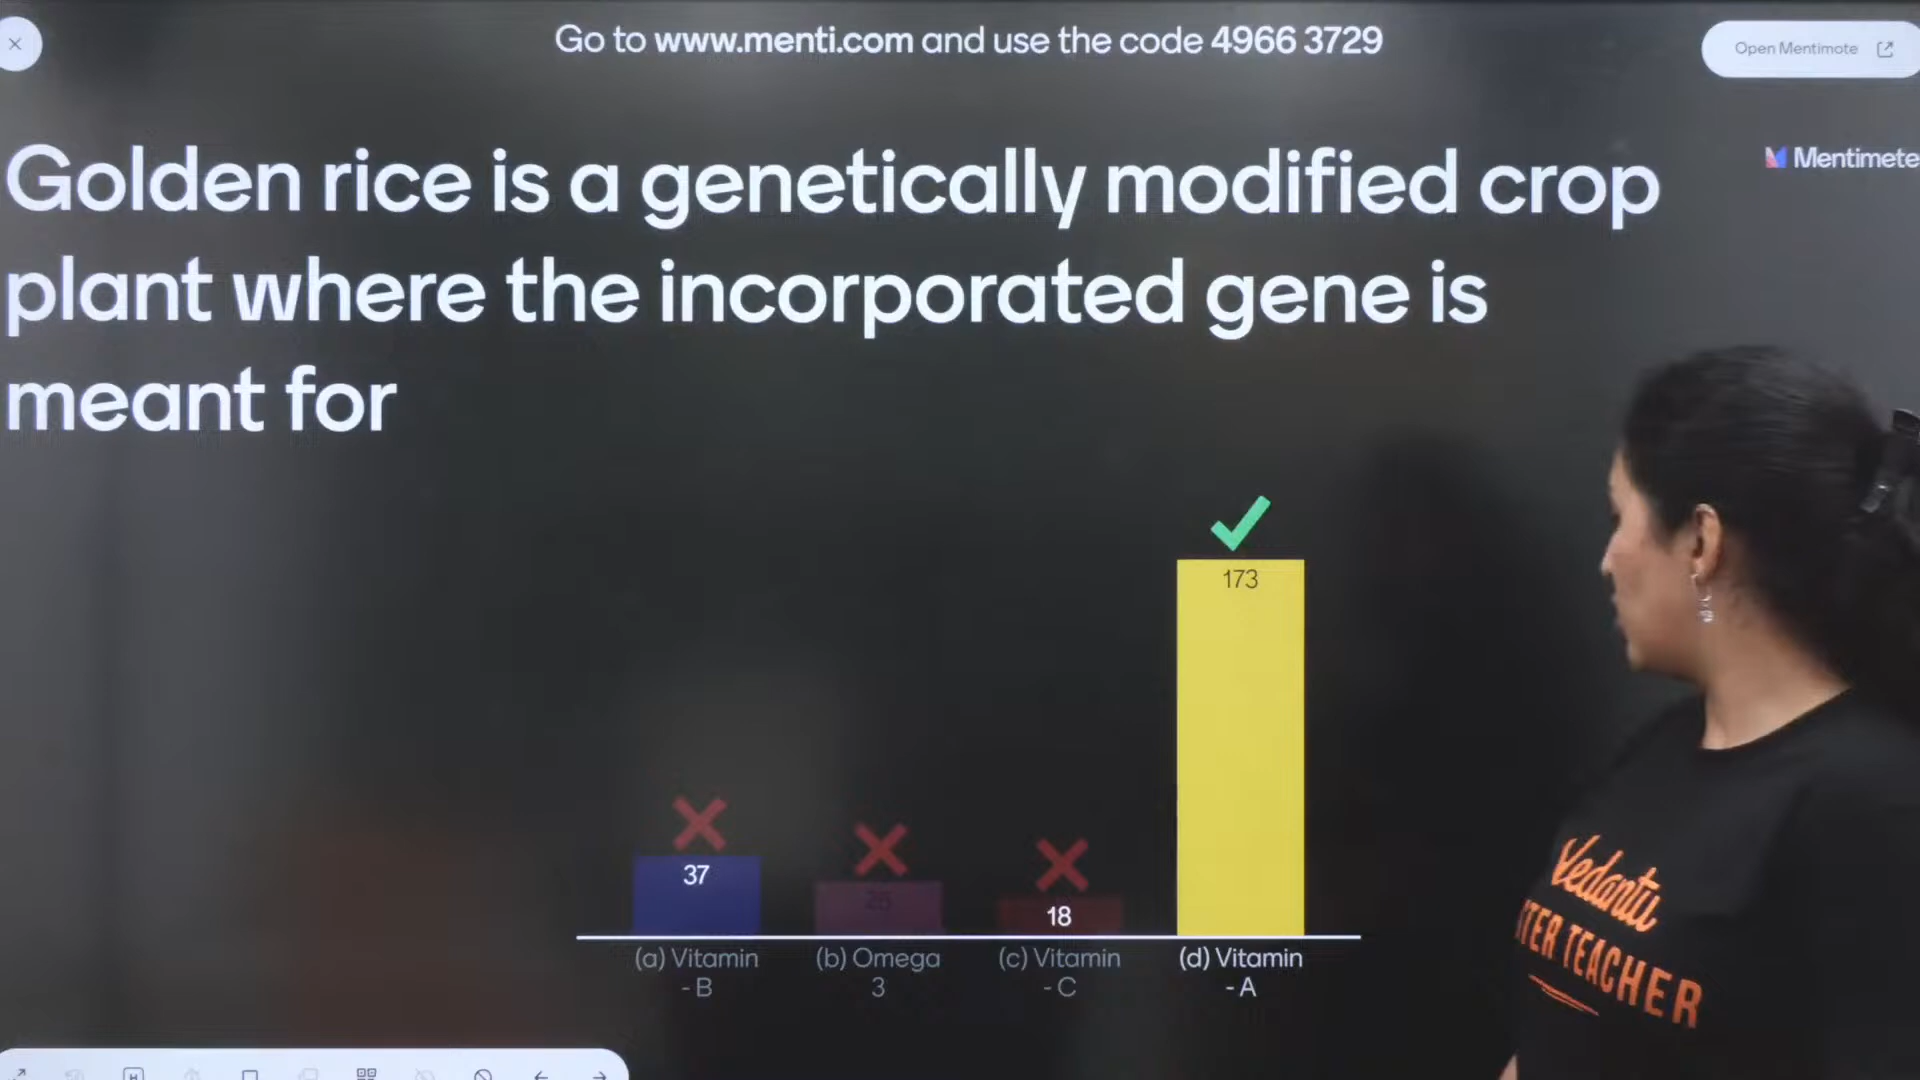 Go to www.menti.com and use the code 4966 3729
Open Mentimote
Mentimete
Golden rice is a genetically modified crop
plant where the incorporated gene is
meant for
173
37
25
18
(a) Vitamin
- B
(b) Omega
3
(c) Vitamin
- C
(d) Vitamin
- A
Vedantu
TER TEACHER
H